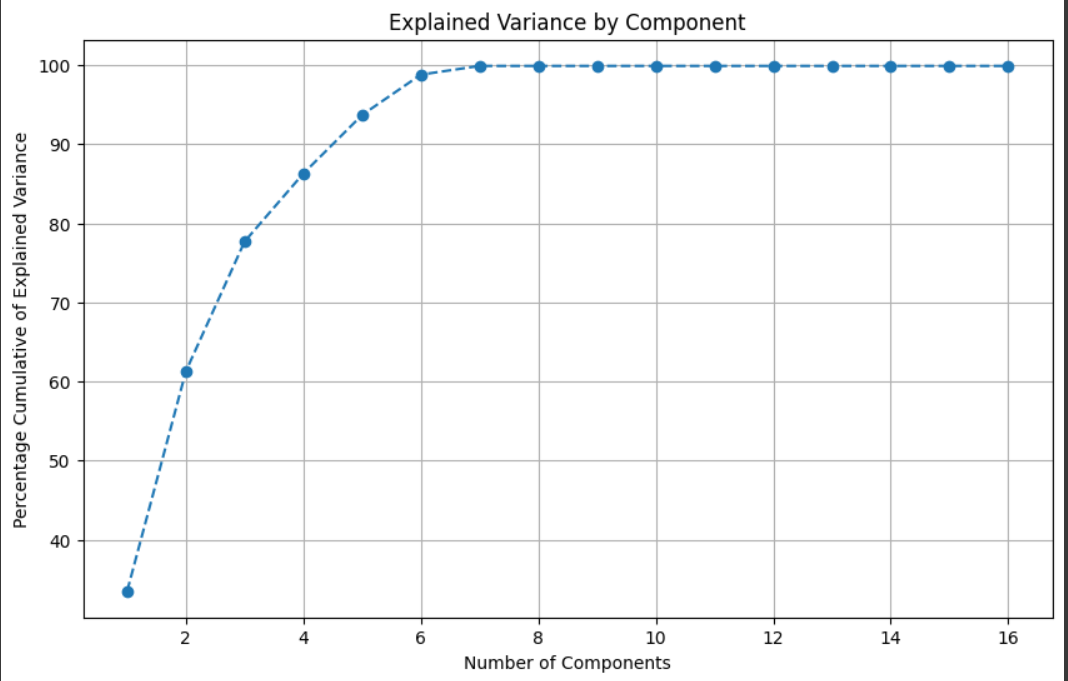 Explained Variance by Component
Percentage Cumulative of Explained Variance
100
90
80
70
60
50
40
2 4 6 8 10 12 14 16
Number of Components